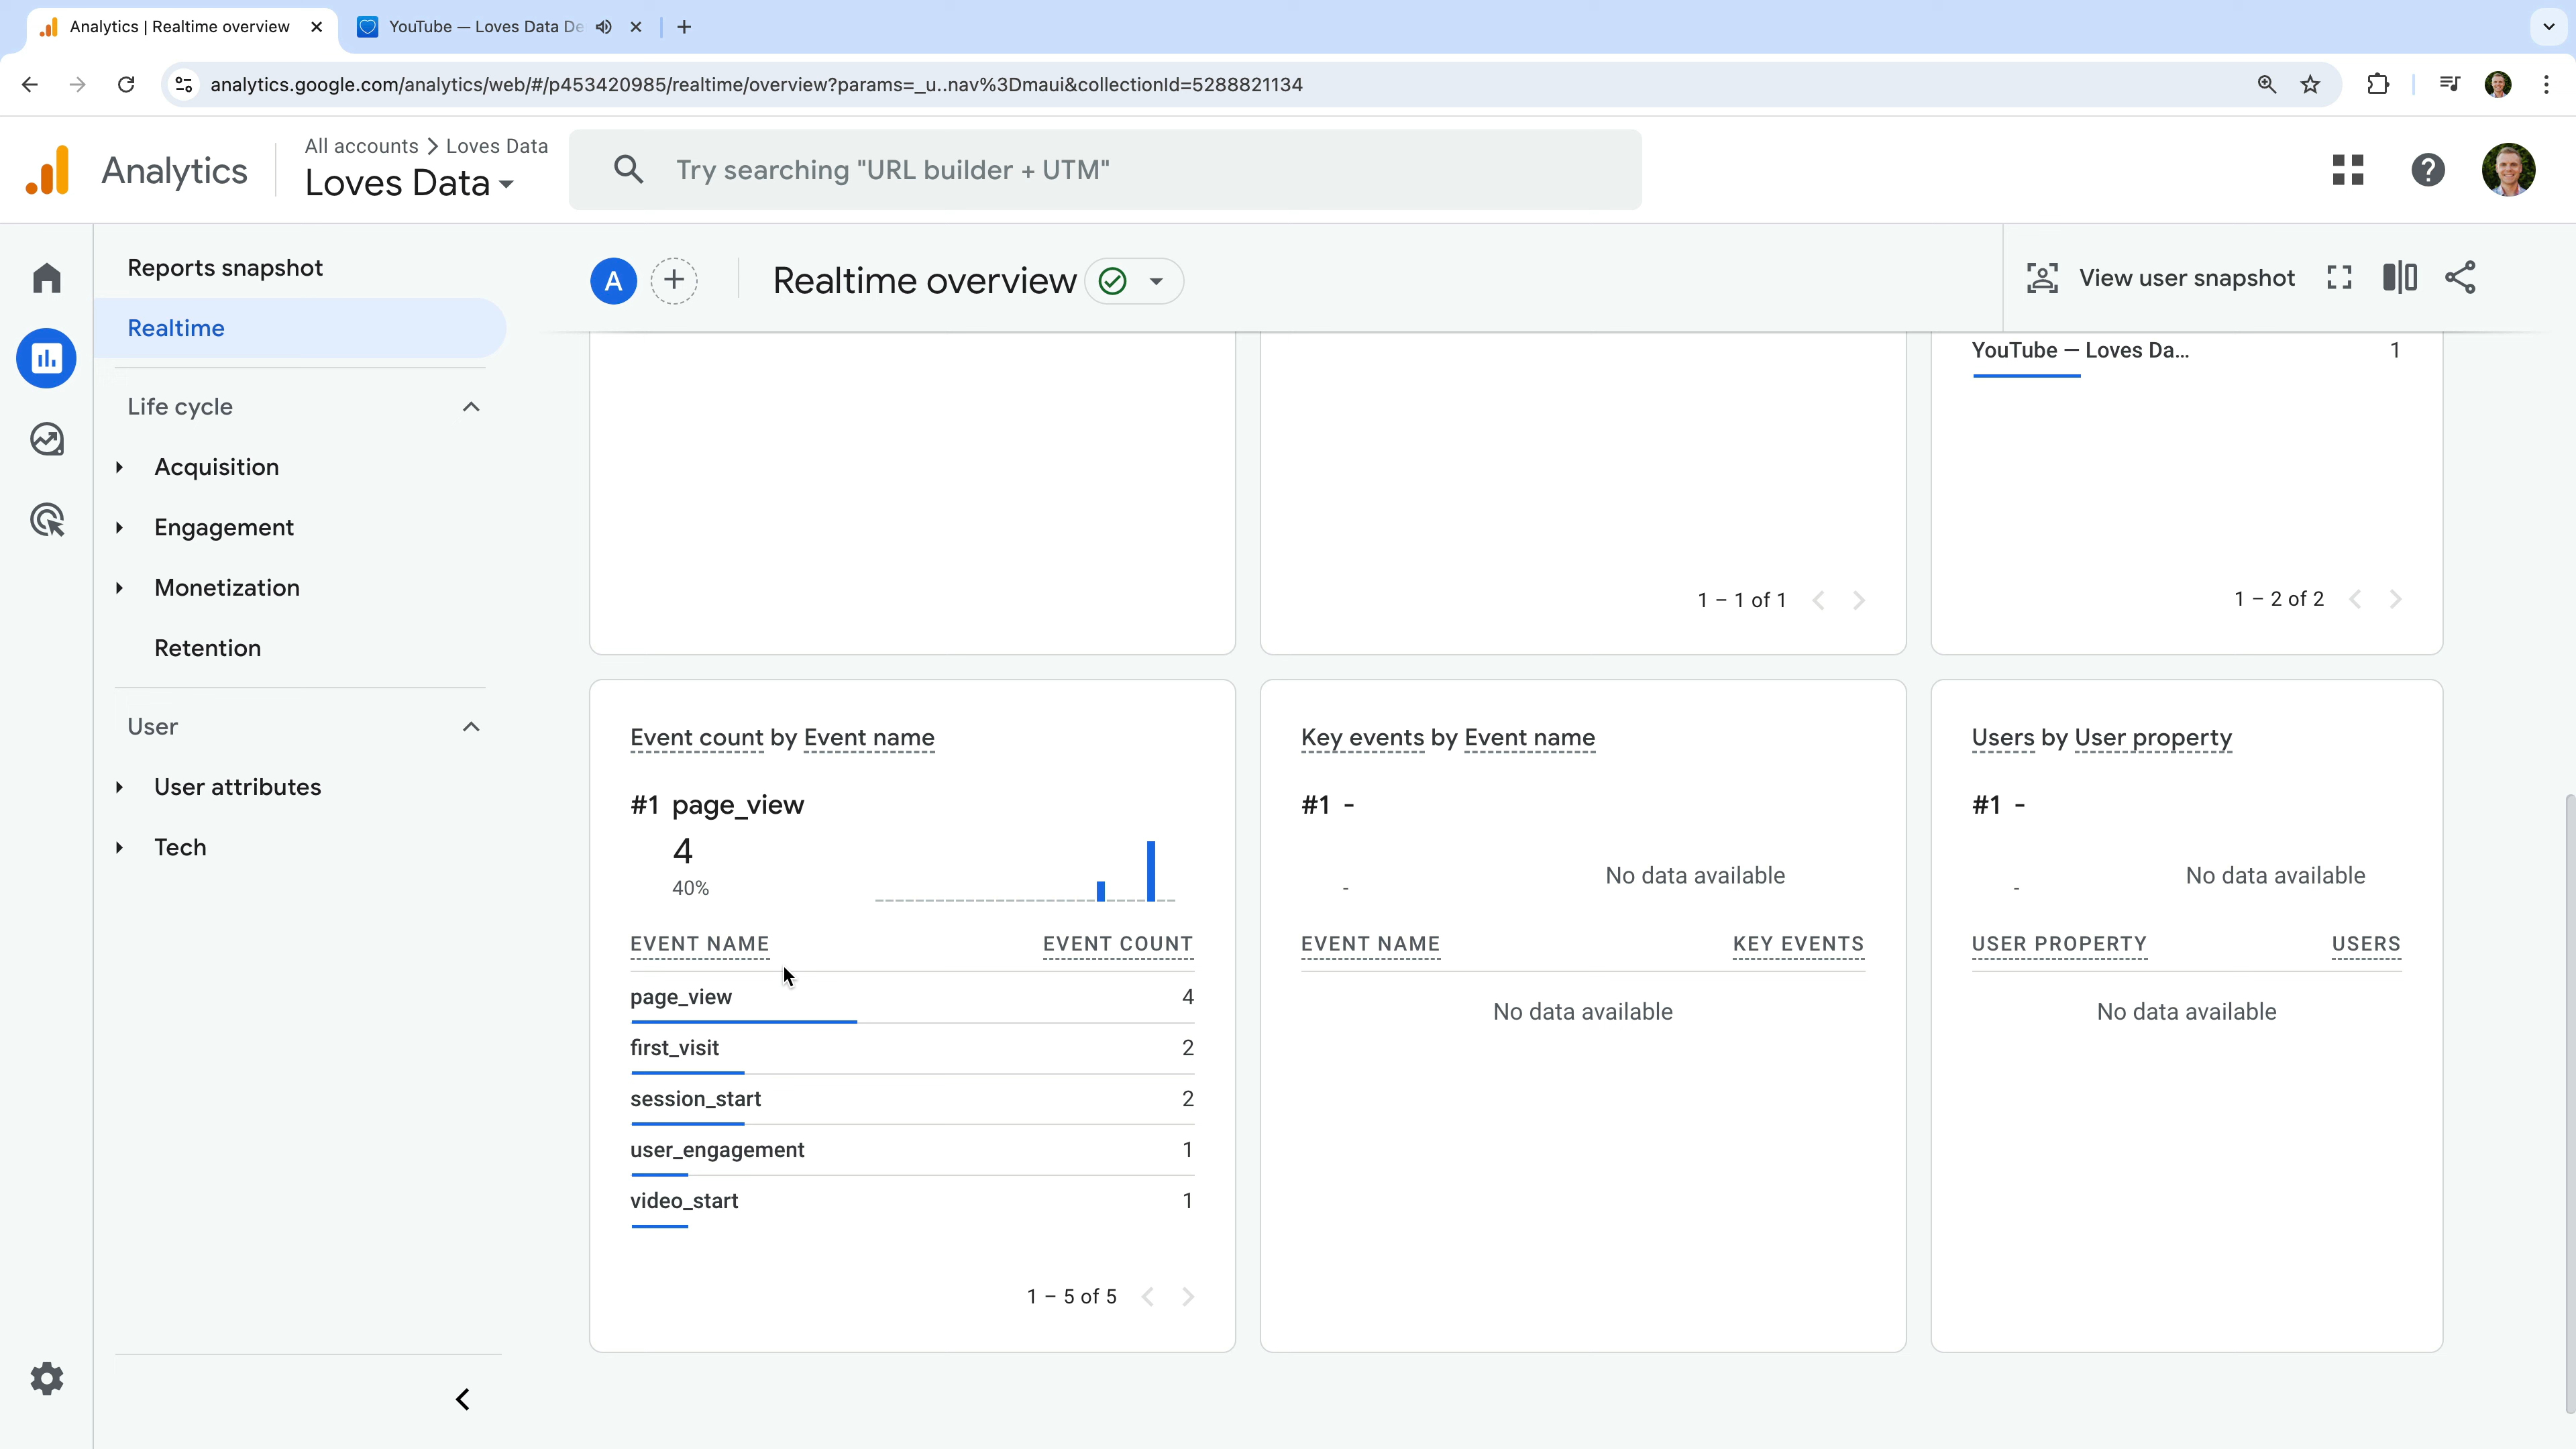 Analytics | Realtime overview
YouTube — Loves Data De
analytics.google.com/analytics/web/#/p453420985/realtime/overview?params=_u..nav%3Dmaui&collectionId=5288821134
Analytics
All accounts > Loves Data
Loves Data
Try searching "URL builder + UTM"
Reports snapshot
Realtime
Life cycle
Acquisition
Engagement
Monetization
Retention
User
User attributes
Tech
A
Realtime overview
View user snapshot
1 – 1 of 1
YouTube — Loves Da... 1
1 – 2 of 2
Event count by Event name
#1 page_view
4
40%
EVENT NAME EVENT COUNT
page_view 4
first_visit 2
session_start 2
user_engagement 1
video_start 1
1 – 5 of 5
Key events by Event name
#1 -
-
No data available
EVENT NAME KEY EVENTS
No data available
Users by User property
#1 -
-
No data available
USER PROPERTY USERS
No data available